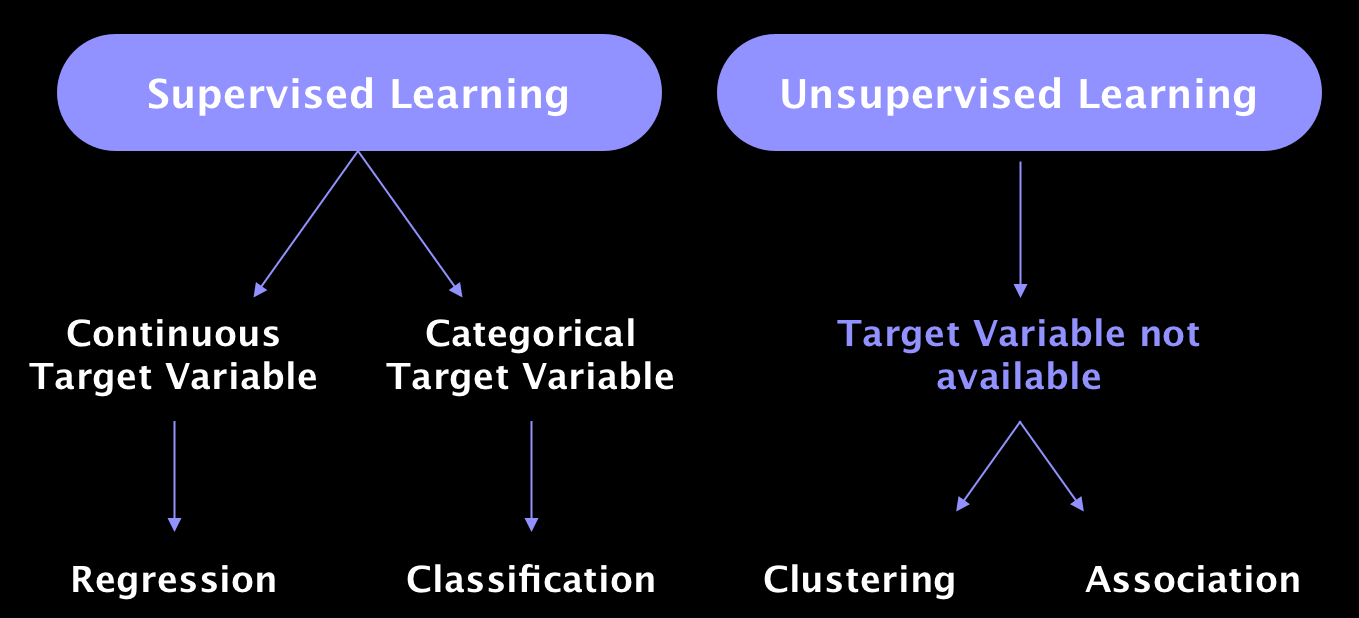 Supervised Learning
Unsupervised Learning
Continuous
Target Variable
Categorical
Target Variable
Target Variable not
available
Regression
Classification
Clustering
Association